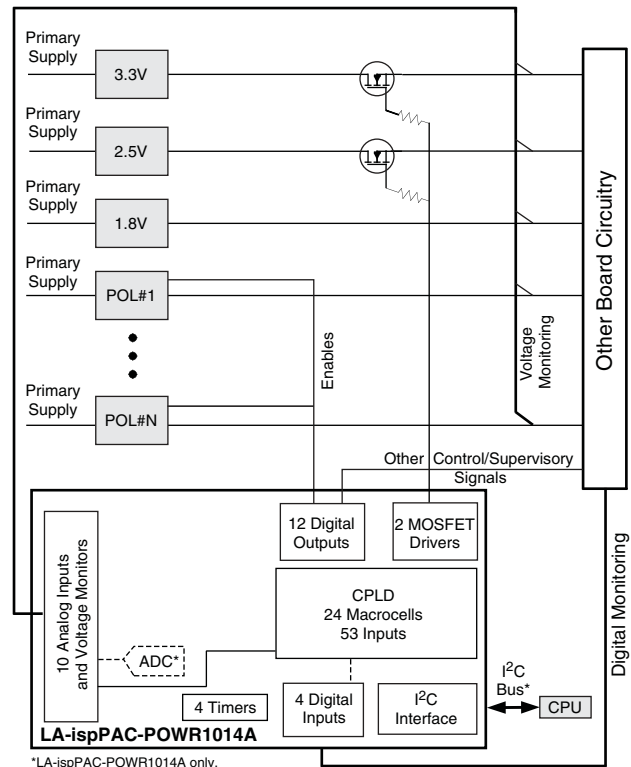 Primary
Supply
3.3V
Primary
Supply
2.5V
Primary
Supply
1.8V
Primary
Supply
POL#1
Primary
Supply
POL#N
Enables
Voltage
Monitoring
Other Board Circuitry
Other Control/Supervisory
Signals
12 Digital
Outputs
2 MOSFET
Drivers
10 Analog Inputs
and Voltage Monitors
CPLD
24 Macrocells
53 Inputs
ADC*
4 Timers
4 Digital
Inputs
I²C
Interface
I²C
Bus*
CPU
Digital Monitoring
LA-ispPAC-POWR1014A
*LA-ispPAC-POWR1014A only.